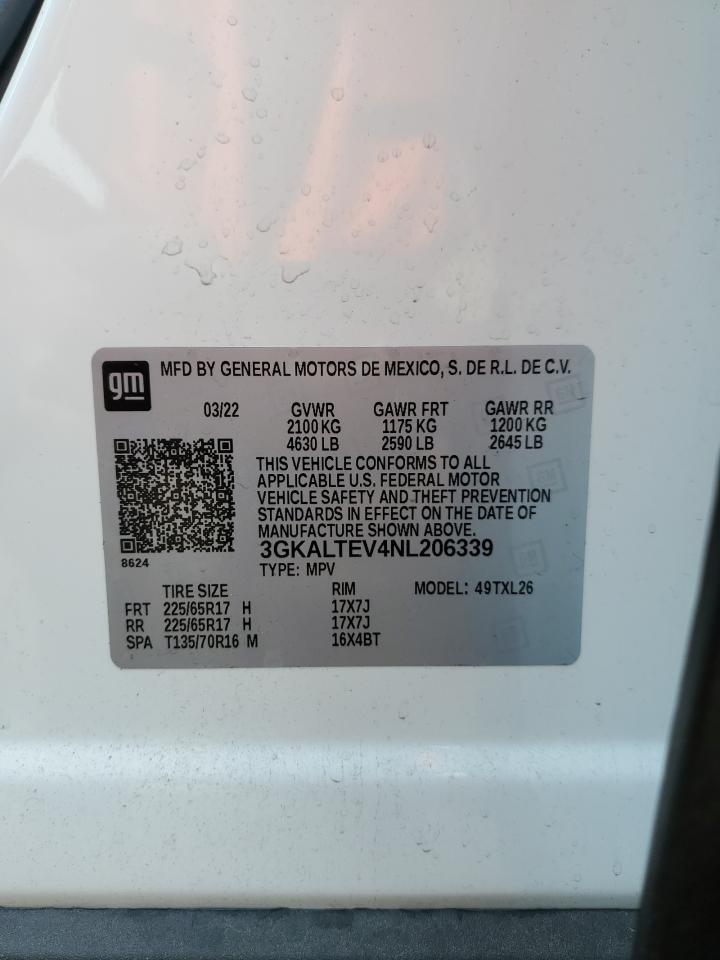 gm
MFD BY GENERAL MOTORS DE MEXICO, S. DE R.L. DE C.V.
03/22 GVWR GAWR FRT GAWR RR
2100 KG 1175 KG 1200 KG
4630 LB 2590 LB 2645 LB
THIS VEHICLE CONFORMS TO ALL
APPLICABLE U.S. FEDERAL MOTOR
VEHICLE SAFETY AND THEFT PREVENTION
STANDARDS IN EFFECT ON THE DATE OF
MANUFACTURE SHOWN ABOVE.
8624
3GKALTEV4NL206339
TYPE: MPV
TIRE SIZE RIM MODEL: 49TXL26
FRT 225/65R17 H 17X7J
RR 225/65R17 H 17X7J
SPA T135/70R16 M 16X4BT